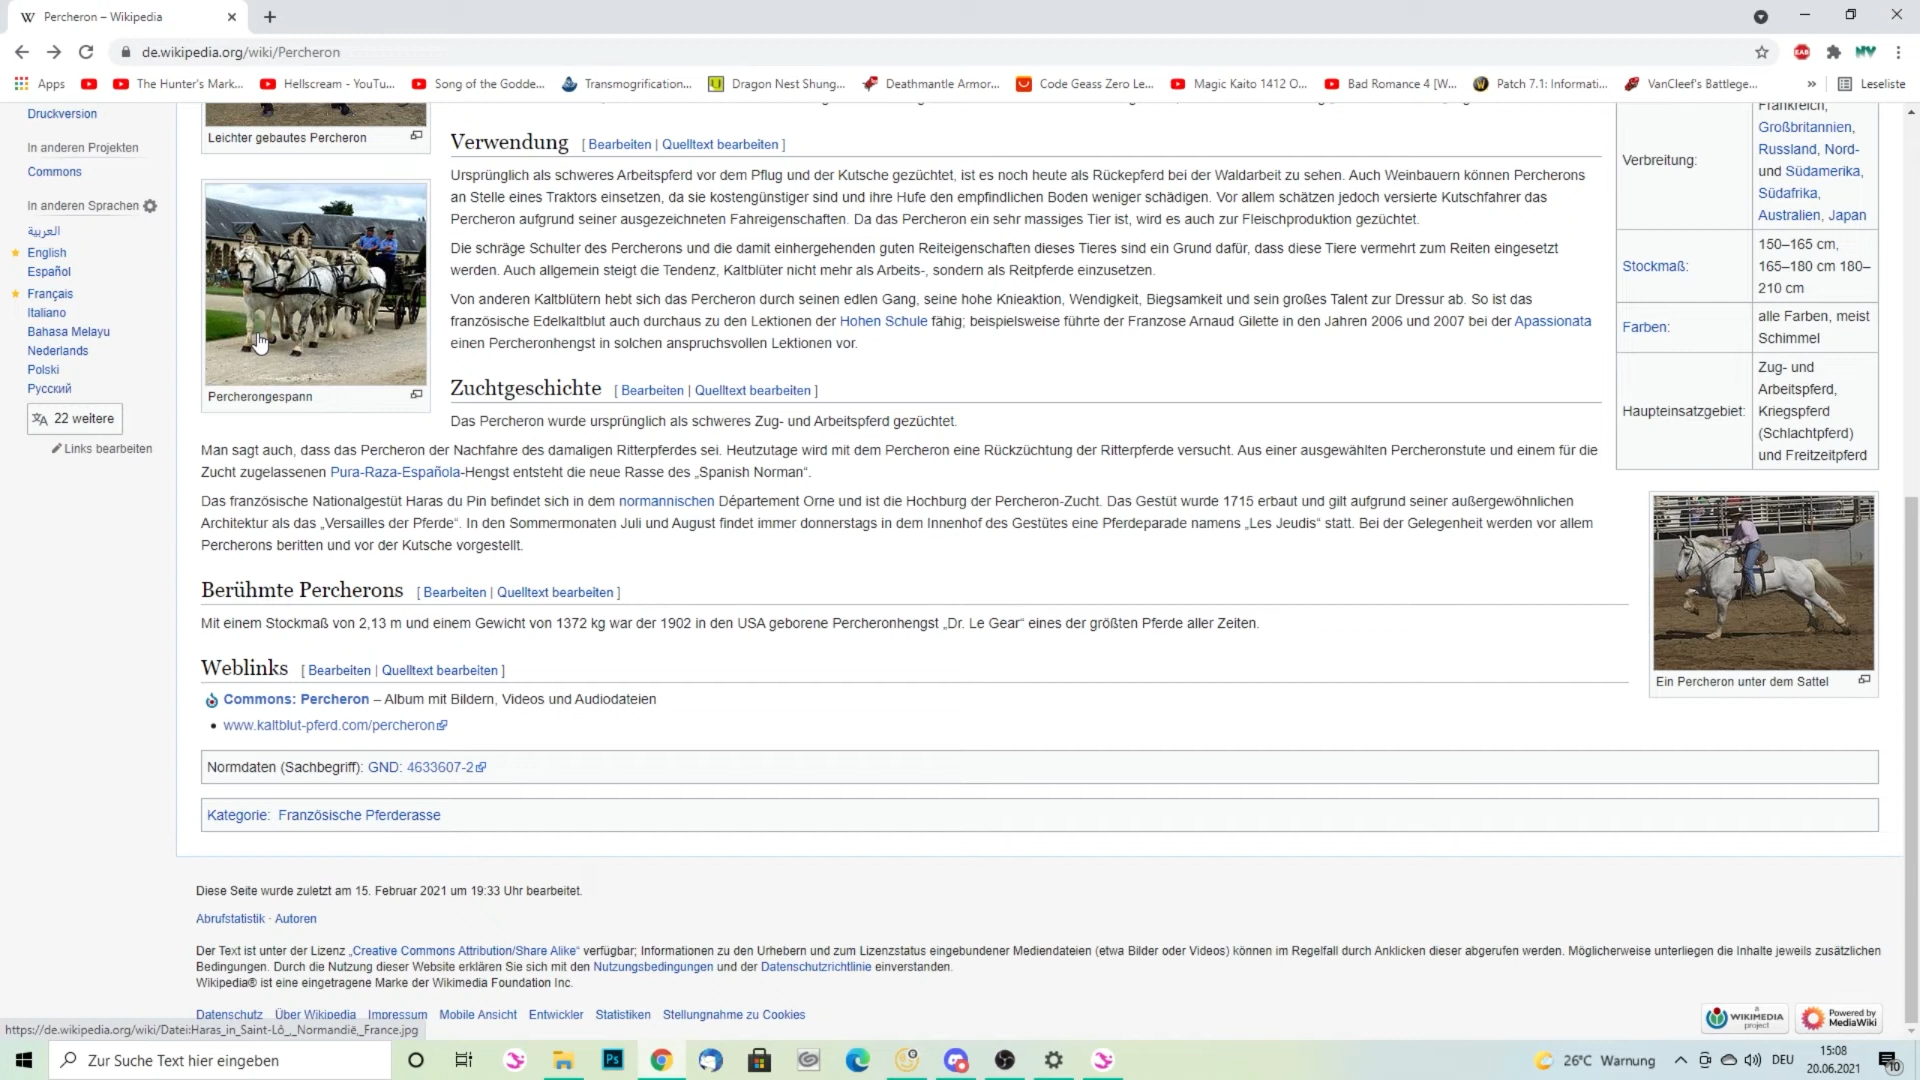 Percheron – Wikipedia
de.wikipedia.org/wiki/Percheron
Apps
The Hunter's Mark...
Hellscream - YouTu...
Song of the Godde...
Transmogrification...
Dragon Nest Shung...
Deathmantle Armor...
Code Geass Zero Le...
Magic Kaito 1412 O...
Bad Romance 4 [W...
Patch 7.1: Informati...
VanCleef's Battlege...
»
Leseliste
Druckversion
In anderen Projekten
Commons
In anderen Sprachen
العربية
English
Español
Français
Italiano
Bahasa Melayu
Nederlands
Polski
Русский
22 weitere
Links bearbeiten
Leichter gebautes Percheron
Percherongespann
Verwendung [ Bearbeiten | Quelltext bearbeiten ]
Ursprünglich als schweres Arbeitspferd vor dem Pflug und der Kutsche gezüchtet, ist es noch heute als Rückepferd bei der Waldarbeit zu sehen. Auch Weinbauern können Percherons
an Stelle eines Traktors einsetzen, da sie kostengünstiger sind und ihre Hufe den empfindlichen Boden weniger schädigen. Vor allem schätzen jedoch versierte Kutschfahrer das
Percheron aufgrund seiner ausgezeichneten Fahreigenschaften. Da das Percheron ein sehr massiges Tier ist, wird es auch zur Fleischproduktion gezüchtet.
Die schräge Schulter des Percherons und die damit einhergehenden guten Reiteigenschaften dieses Tieres sind ein Grund dafür, dass diese Tiere vermehrt zum Reiten eingesetzt
werden. Auch allgemein steigt die Tendenz, Kaltblüter nicht mehr als Arbeits-, sondern als Reitpferde einzusetzen.
Von anderen Kaltblütern hebt sich das Percheron durch seinen edlen Gang, seine hohe Knieaktion, Wendigkeit, Biegsamkeit und sein großes Talent zur Dressur ab. So ist das
französische Edelkaltblut auch durchaus zu den Lektionen der Hohen Schule fähig; beispielsweise führte der Franzose Arnaud Gilette in den Jahren 2006 und 2007 bei der Apassionata
einen Percheronhengst in solchen anspruchsvollen Lektionen vor.
Zuchtgeschichte [ Bearbeiten | Quelltext bearbeiten ]
Das Percheron wurde ursprünglich als schweres Zug- und Arbeitspferd gezüchtet.
Man sagt auch, dass das Percheron der Nachfahre des damaligen Ritterpferdes sei. Heutzutage wird mit dem Percheron eine Rückzüchtung der Ritterpferde versucht. Aus einer ausgewählten Percheronstute und einem für die
Zucht zugelassenen Pura-Raza-Española-Hengst entsteht die neue Rasse des „Spanish Norman“.
Das französische Nationalgestüt Haras du Pin befindet sich in dem normannischen Département Orne und ist die Hochburg der Percheron-Zucht. Das Gestüt wurde 1715 erbaut und gilt aufgrund seiner außergewöhnlichen
Architektur als das „Versailles der Pferde“. In den Sommermonaten Juli und August findet immer donnerstags in dem Innenhof des Gestütes eine Pferdeparade namens „Les Jeudis“ statt. Bei der Gelegenheit werden vor allem
Percherons beritten und vor der Kutsche vorgestellt.
Berühmte Percherons [ Bearbeiten | Quelltext bearbeiten ]
Mit einem Stockmaß von 2,13 m und einem Gewicht von 1372 kg war der 1902 in den USA geborene Percheronhengst „Dr. Le Gear“ eines der größten Pferde aller Zeiten.
Weblinks [ Bearbeiten | Quelltext bearbeiten ]
Commons: Percheron – Album mit Bildern, Videos und Audiodateien
• www.kaltblut-pferd.com/percheron
Normdaten (Sachbegriff): GND: 4633607-2
Kategorie: Französische Pferderasse
Verbreitung:
Frankreich,
Großbritannien,
Russland, Nord-
und Südamerika,
Südafrika,
Australien, Japan
Stockmaß:
150–165 cm,
165–180 cm 180–
210 cm
Farben:
alle Farben, meist
Schimmel
Haupteinsatzgebiet:
Zug- und
Arbeitspferd,
Kriegspferd
(Schlachtpferd)
und Freitzeitpferd
Ein Percheron unter dem Sattel
Diese Seite wurde zuletzt am 15. Februar 2021 um 19:33 Uhr bearbeitet.
Abrufstatistik · Autoren
Der Text ist unter der Lizenz „Creative Commons Attribution/Share Alike“ verfügbar; Informationen zu den Urhebern und zum Lizenzstatus eingebundener Mediendateien (etwa Bilder oder Videos) können im Regelfall durch Anklicken dieser abgerufen werden. Möglicherweise unterliegen die Inhalte jeweils zusätzlichen
Bedingungen. Durch die Nutzung dieser Website erklären Sie sich mit den Nutzungsbedingungen und der Datenschutzrichtlinie einverstanden.
Wikipedia® ist eine eingetragene Marke der Wikimedia Foundation Inc.
Datenschutz Über Wikipedia Impressum Mobile Ansicht Entwickler Statistiken Stellungnahme zu Cookies
a
WIKIMEDIA
project
Powered by
MediaWiki
https://de.wikipedia.org/wiki/Datei:Haras_in_Saint-Lô_,_Normandië,_France.jpg
Zur Suche Text hier eingeben
Ps
26°C Warnung
DEU
15:08
20.06.2021
10